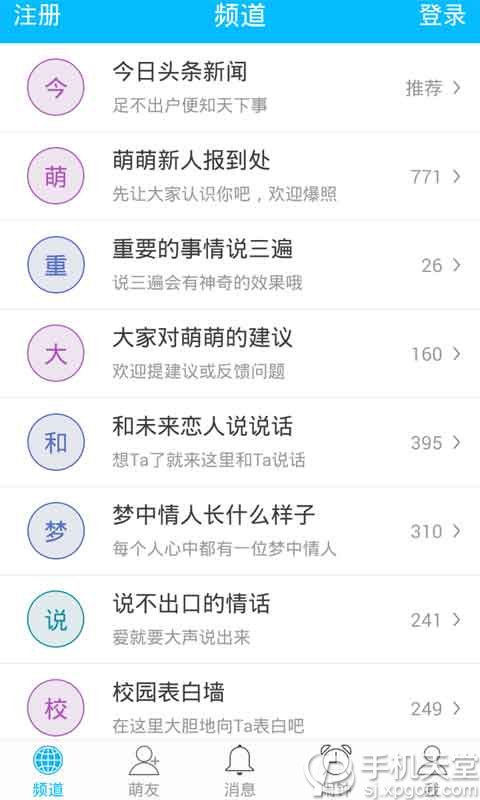 注册 频道 登录
今 今日头条新闻
足不出户便知天下事 推荐
萌 萌萌新人报到处
先让大家认识你吧，欢迎爆照 771
重 重要的事情说三遍
说三遍会有神奇的效果哦 26
大 大家对萌萌的建议
欢迎提建议或反馈问题 160
和 和未来恋人说说话
想Ta了就来这里和Ta说话 395
梦 梦中情人长什么样子
每个人心中都有一位梦中情人 310
说 说不出口的情话
爱就要大声说出来 241
校 校园表白墙
在这里大胆地向Ta表白吧 249
频道 萌友 消息
手机天堂
sj.xpgod.com